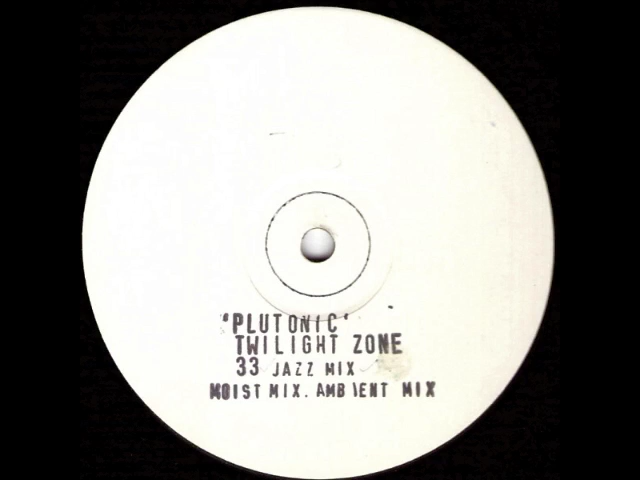 'PLUTONIC'
TWILIGHT ZONE
33 JAZZ MIX
MOIST MIX. AMBIENT MIX